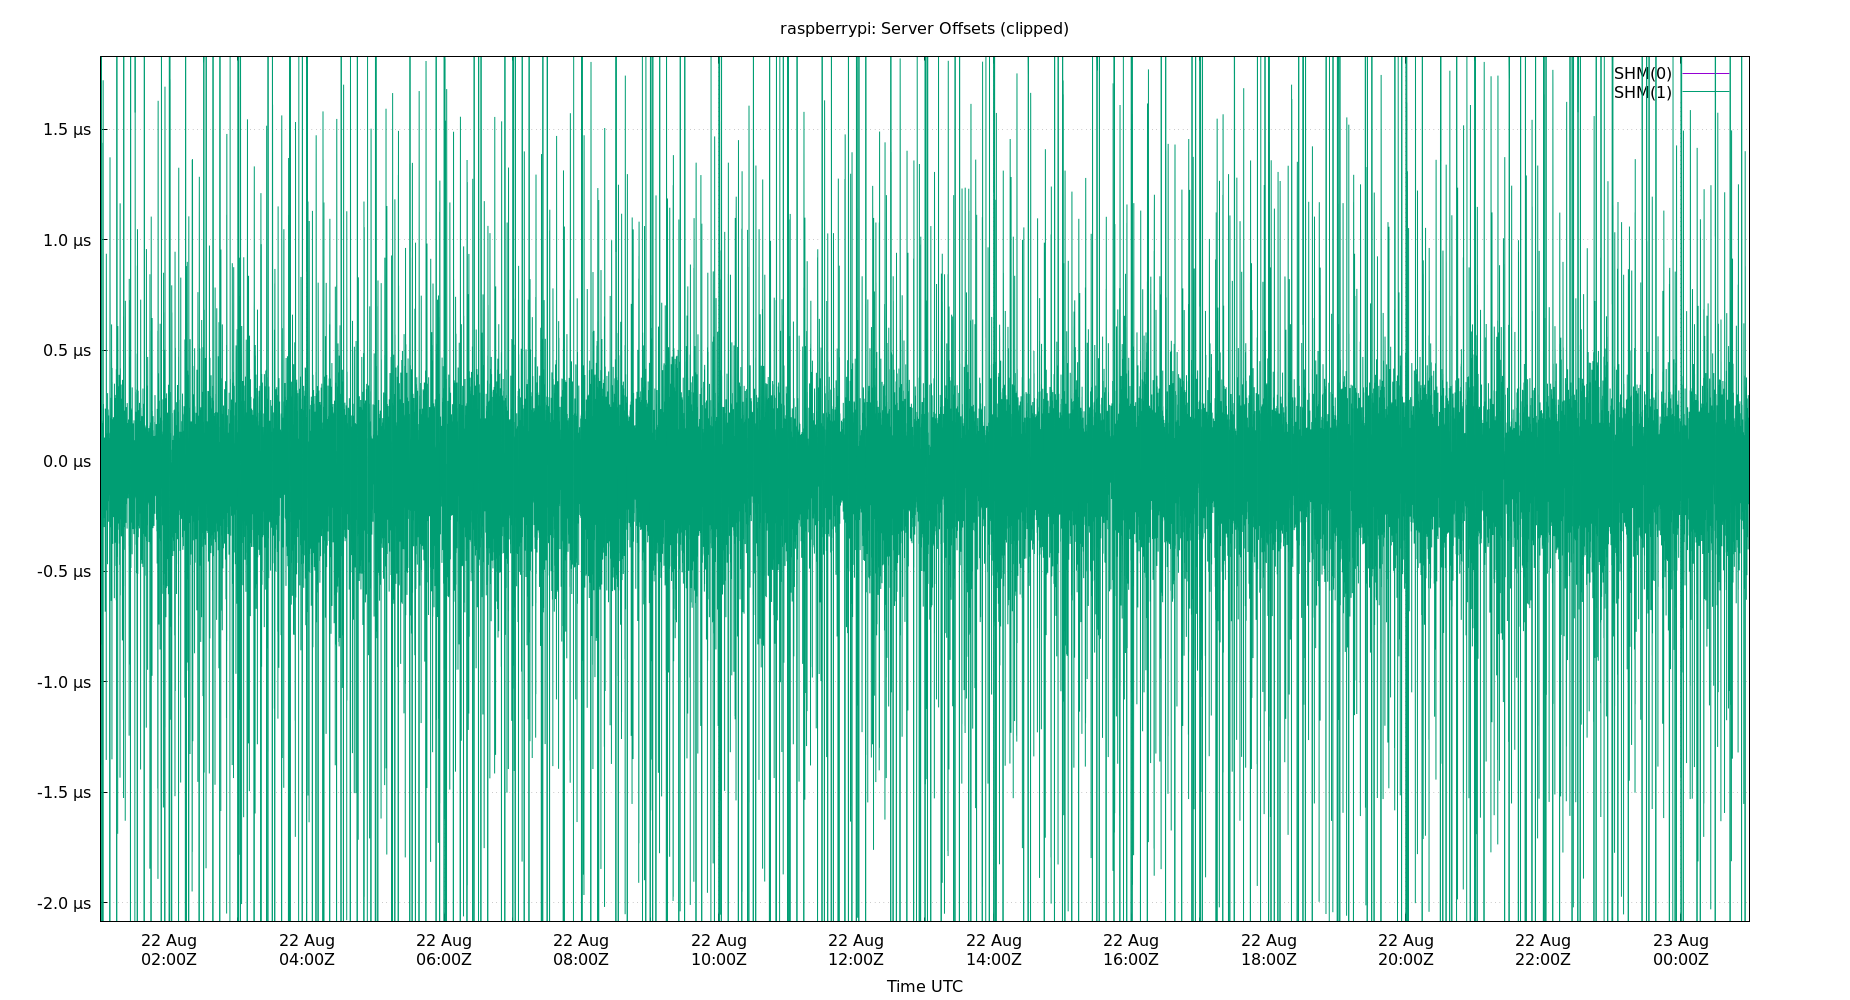 raspberrypi: Server Offsets (clipped)
SHM(0)
SHM(1)
1.5 µs
1.0 µs
0.5 µs
0.0 µs
-0.5 µs
-1.0 µs
-1.5 µs
-2.0 µs
22 Aug 22 Aug 22 Aug 22 Aug 22 Aug 22 Aug 22 Aug 22 Aug 22 Aug 22 Aug 22 Aug 23 Aug
02:00Z 04:00Z 06:00Z 08:00Z 10:00Z 12:00Z 14:00Z 16:00Z 18:00Z 20:00Z 22:00Z 00:00Z
Time UTC